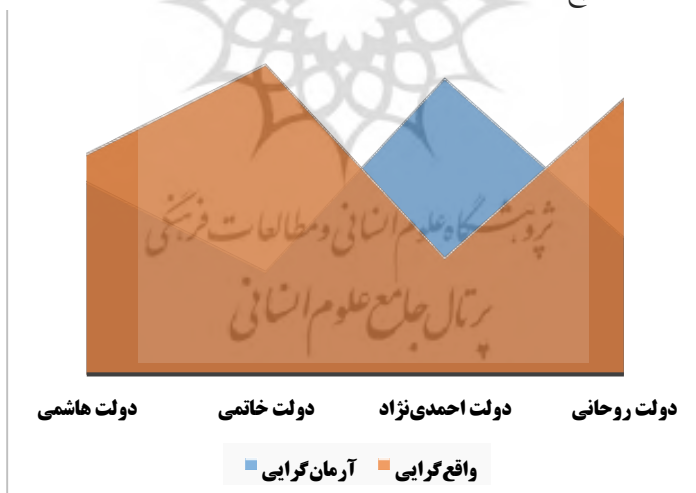 پژوهشگاه علوم انسانی و مطالعات فرهنگی
پرتال جامع علوم انسانی
دولت هاشمی دولت خاتمی دولت احمدی‌نژاد دولت روحانی
واقع‌گرایی آرمان‌گرایی